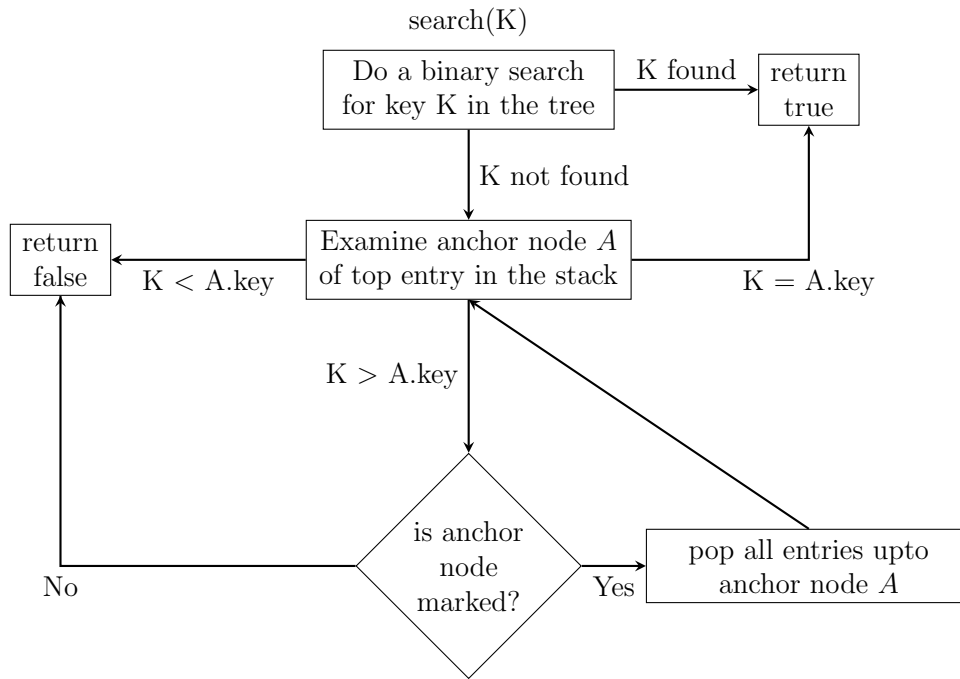 search(K)
Do a binary search
for key K in the tree
K found
return
true
K not found
return
false
K < A.key
Examine anchor node A
of top entry in the stack
K = A.key
K > A.key
is anchor
node
marked?
No
Yes
pop all entries upto
anchor node A